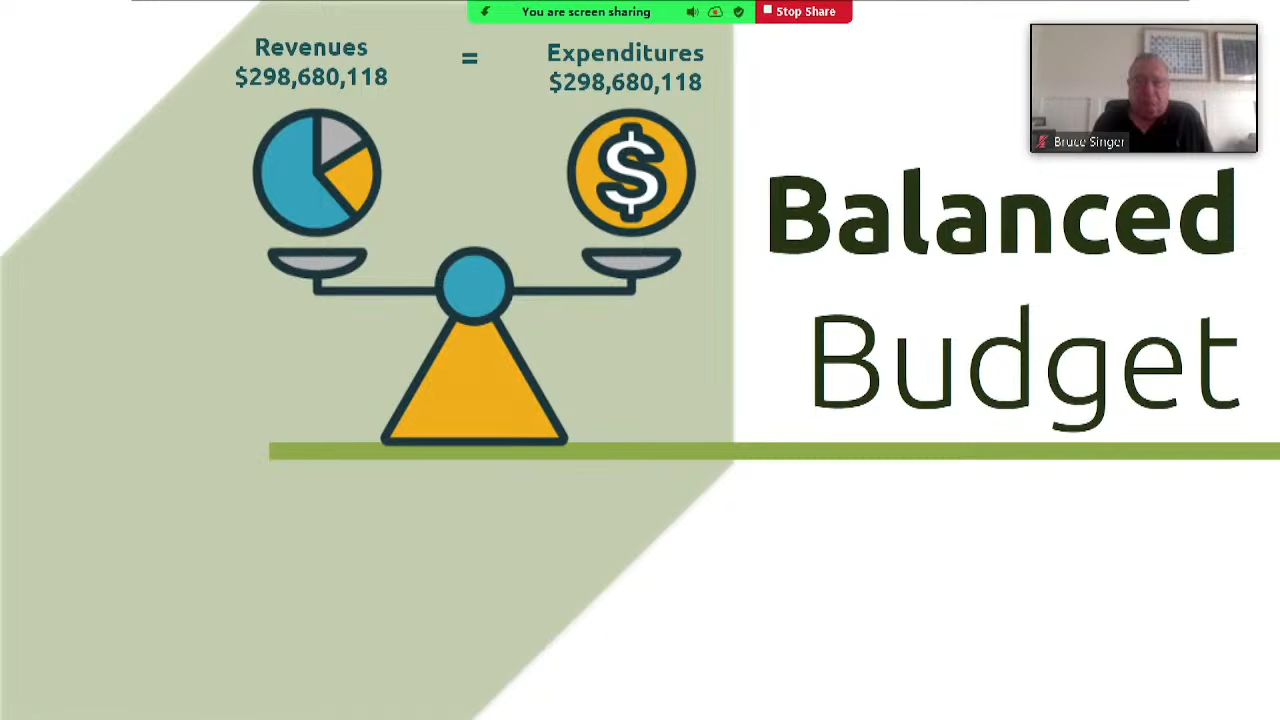 You are screen sharing
Stop Share
Revenues
$298,680,118
=
Expenditures
$298,680,118
$
Bruce Singer
Balanced
Budget